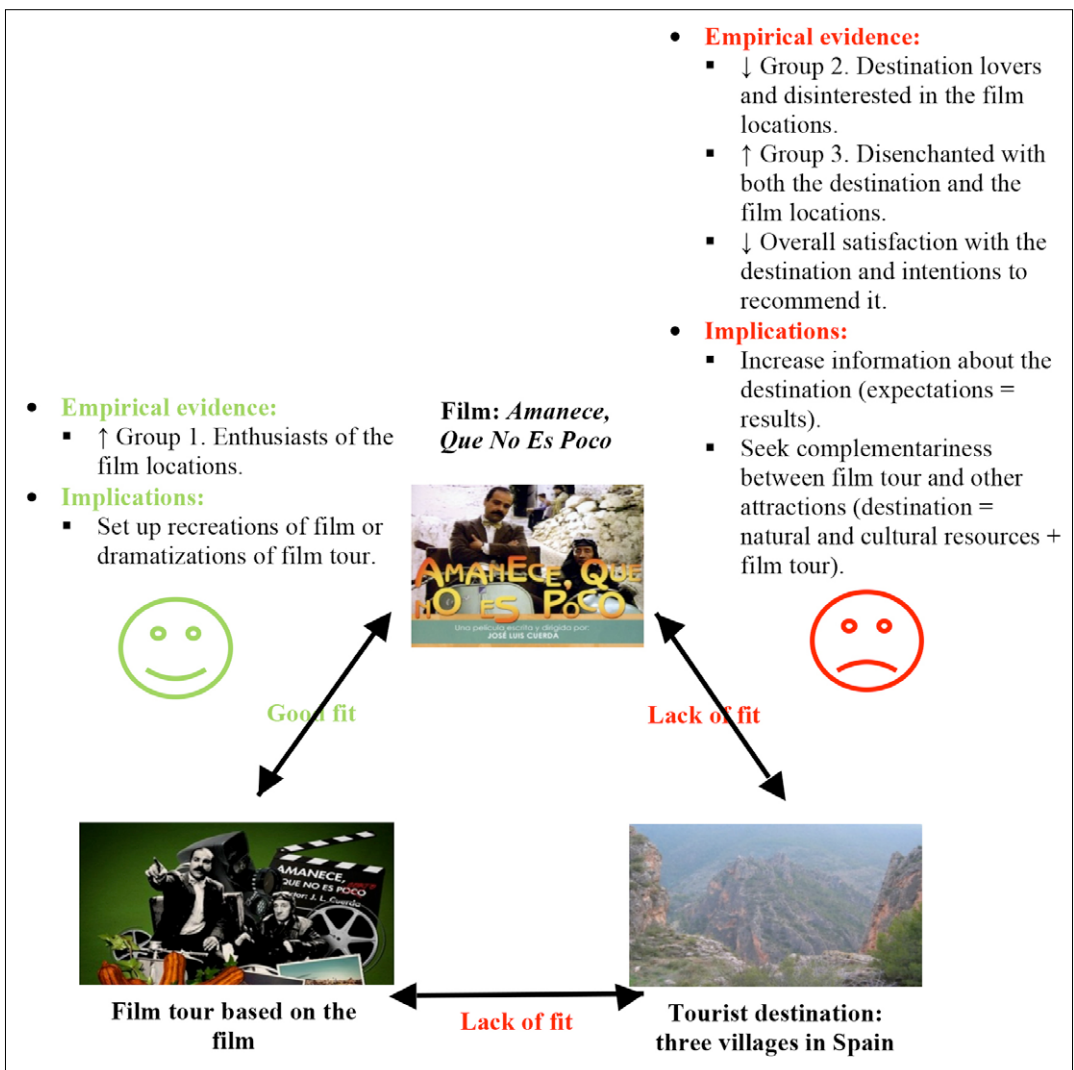 • Empirical evidence:
▪ ↓ Group 2. Destination lovers
and disinterested in the film
locations.
▪ ↑ Group 3. Disenchanted with
both the destination and the
film locations.
▪ ↓ Overall satisfaction with the
destination and intentions to
recommend it.
• Implications:
▪ Increase information about the
destination (expectations =
results).
▪ Seek complementariness
between film tour and other
attractions (destination =
natural and cultural resources +
film tour).
• Empirical evidence:
▪ ↑ Group 1. Enthusiasts of the
film locations.
• Implications:
▪ Set up recreations of film or
dramatizations of film tour.
Film: Amanece,
Que No Es Poco
AMANECE, QUE
NO ES POCO
Una película escrita y dirigida por:
JOSÉ LUIS CUERDA
Good fit
Lack of fit
AMANECE,
QUE NO ES POCO
J. L. Cuerda
Film tour based on the
film
Lack of fit
Tourist destination:
three villages in Spain